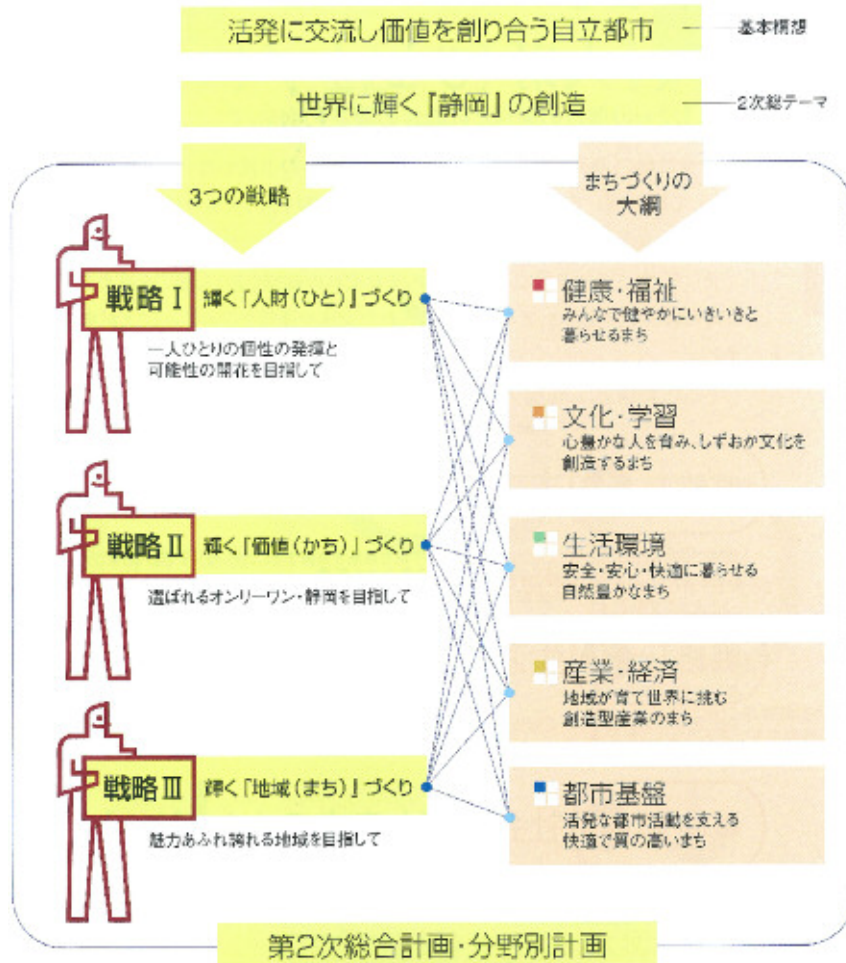 活発に交流し価値を創り合う自立都市
基本構想
世界に輝く『静岡』の創造
2次総テーマ
3つの戦略
まちづくりの
大綱
戦略Ⅰ
輝く『人財(ひと)』づくり
一人ひとりの個性の発揮と
可能性の開花を目指して
戦略Ⅱ
輝く『価値(かち)』づくり
選ばれるオンリーワン・静岡を目指して
戦略Ⅲ
輝く『地域(まち)』づくり
魅力あふれ誇れる地域を目指して
健康・福祉
みんなで健やかにいきいきと
暮らせるまち
文化・学習
心豊かな人を育み、しずおか文化を
創造するまち
生活環境
安全・安心・快適に暮らせる
自然豊かなまち
産業・経済
地域が育て世界に挑む
創造型産業のまち
都市基盤
活発な都市活動を支える
快適で質の高いまち
第2次総合計画・分野別計画